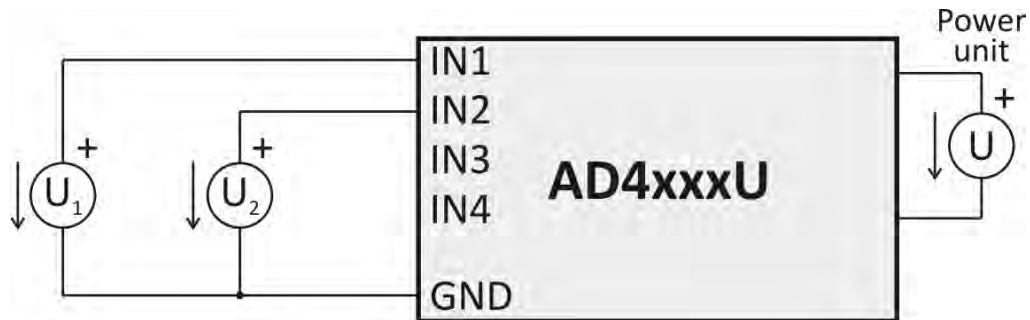 Power
unit
IN1
IN2
IN3
IN4
GND
AD4xxxU
+
U1
+
U2
+
U